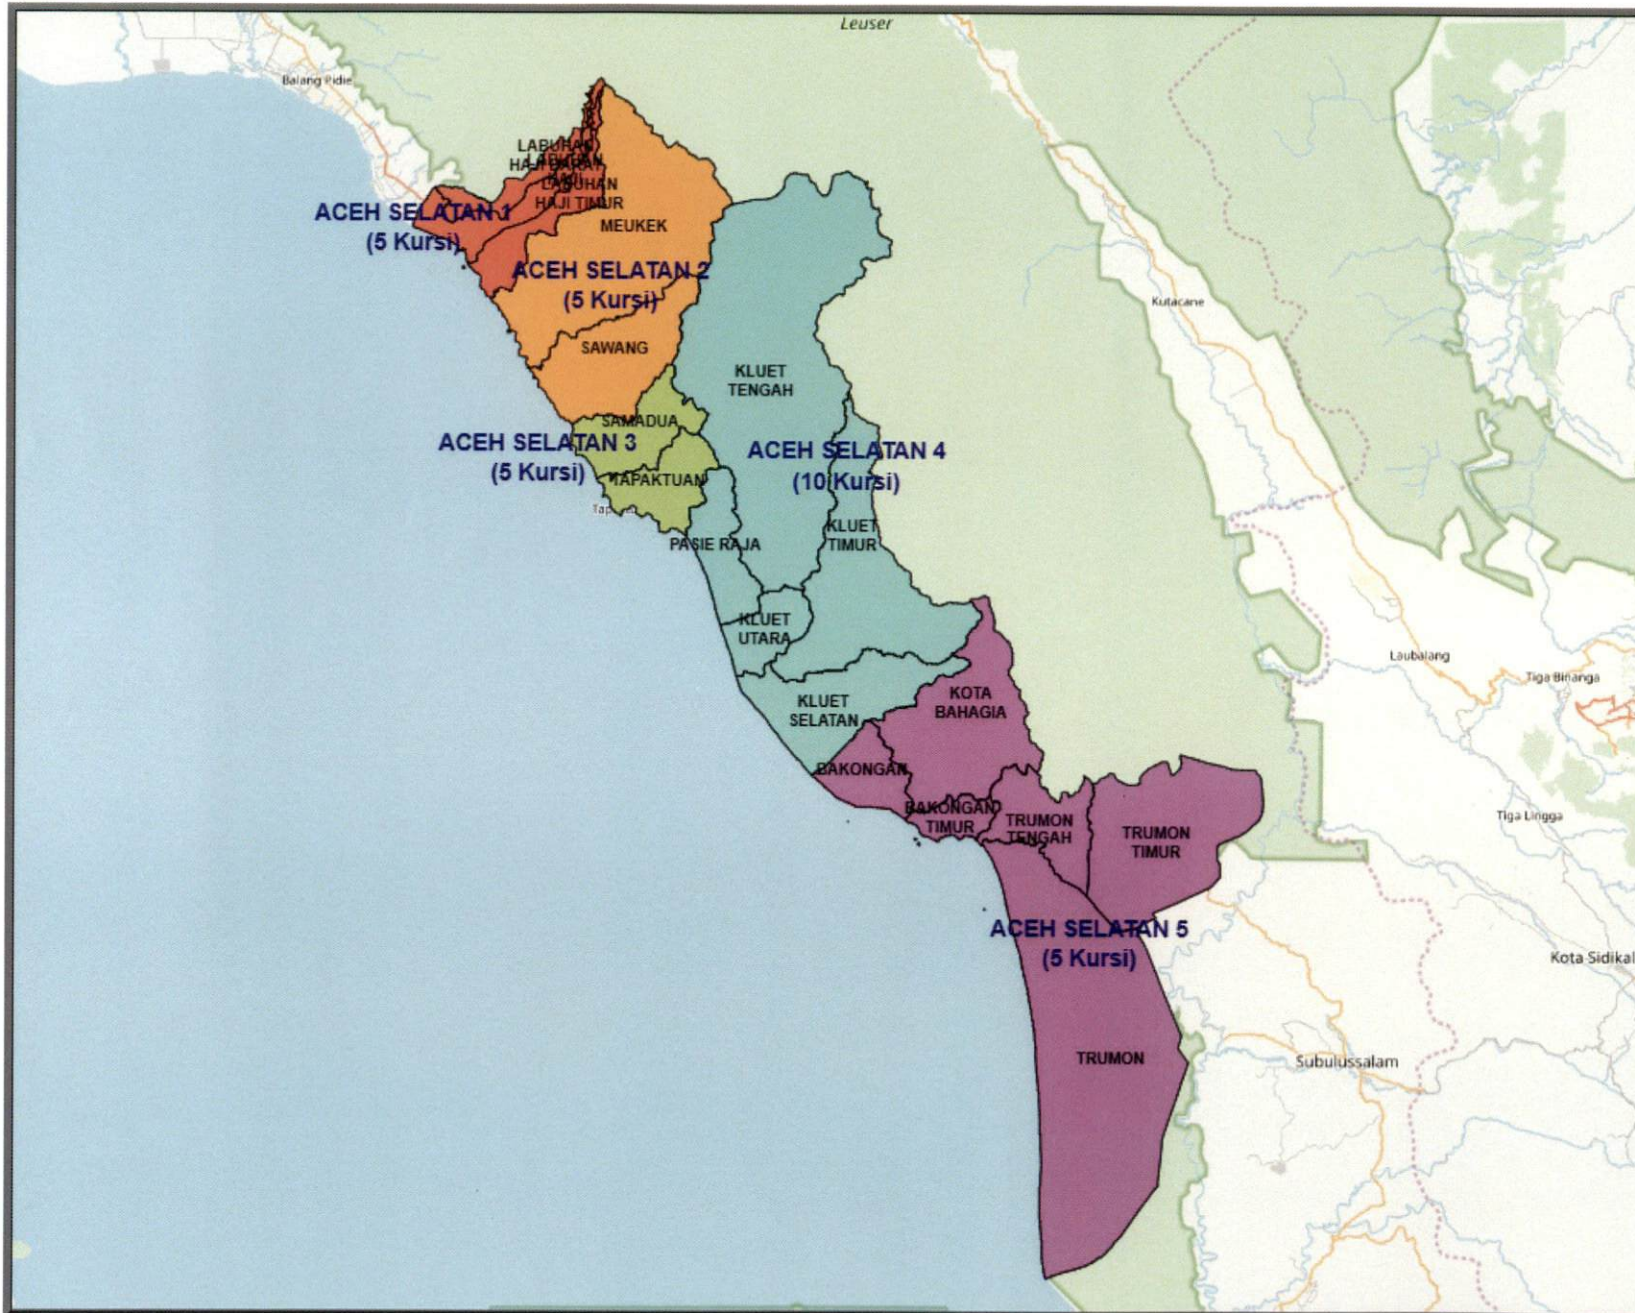 Leuser
Balang Pidie
LABUHAN
HAJI BARAT
LABUHAN
HAJI
LABUHAN
HAJI TIMUR
ACEH SELATAN 1
(5 Kursi)
MEUKEK
ACEH SELATAN 2
(5 Kursi)
Kutacane
SAWANG
KLUET
TENGAH
SAMADUA
ACEH SELATAN 3
(5 Kursi)
ACEH SELATAN 4
(10 Kursi)
TAPAKTUAN
KLUET
TIMUR
PASIE RAJA
KLUET
UTARA
Laubalang
Tiga Binanga
KOTA
BAHAGIA
KLUET
SELATAN
BAKONGAN
BAKONGAN
TIMUR
TRUMON
TENGAH
TRUMON
TIMUR
Tiga Lingga
ACEH SELATAN 5
(5 Kursi)
Kota Sidikal
TRUMON
Subulussalam